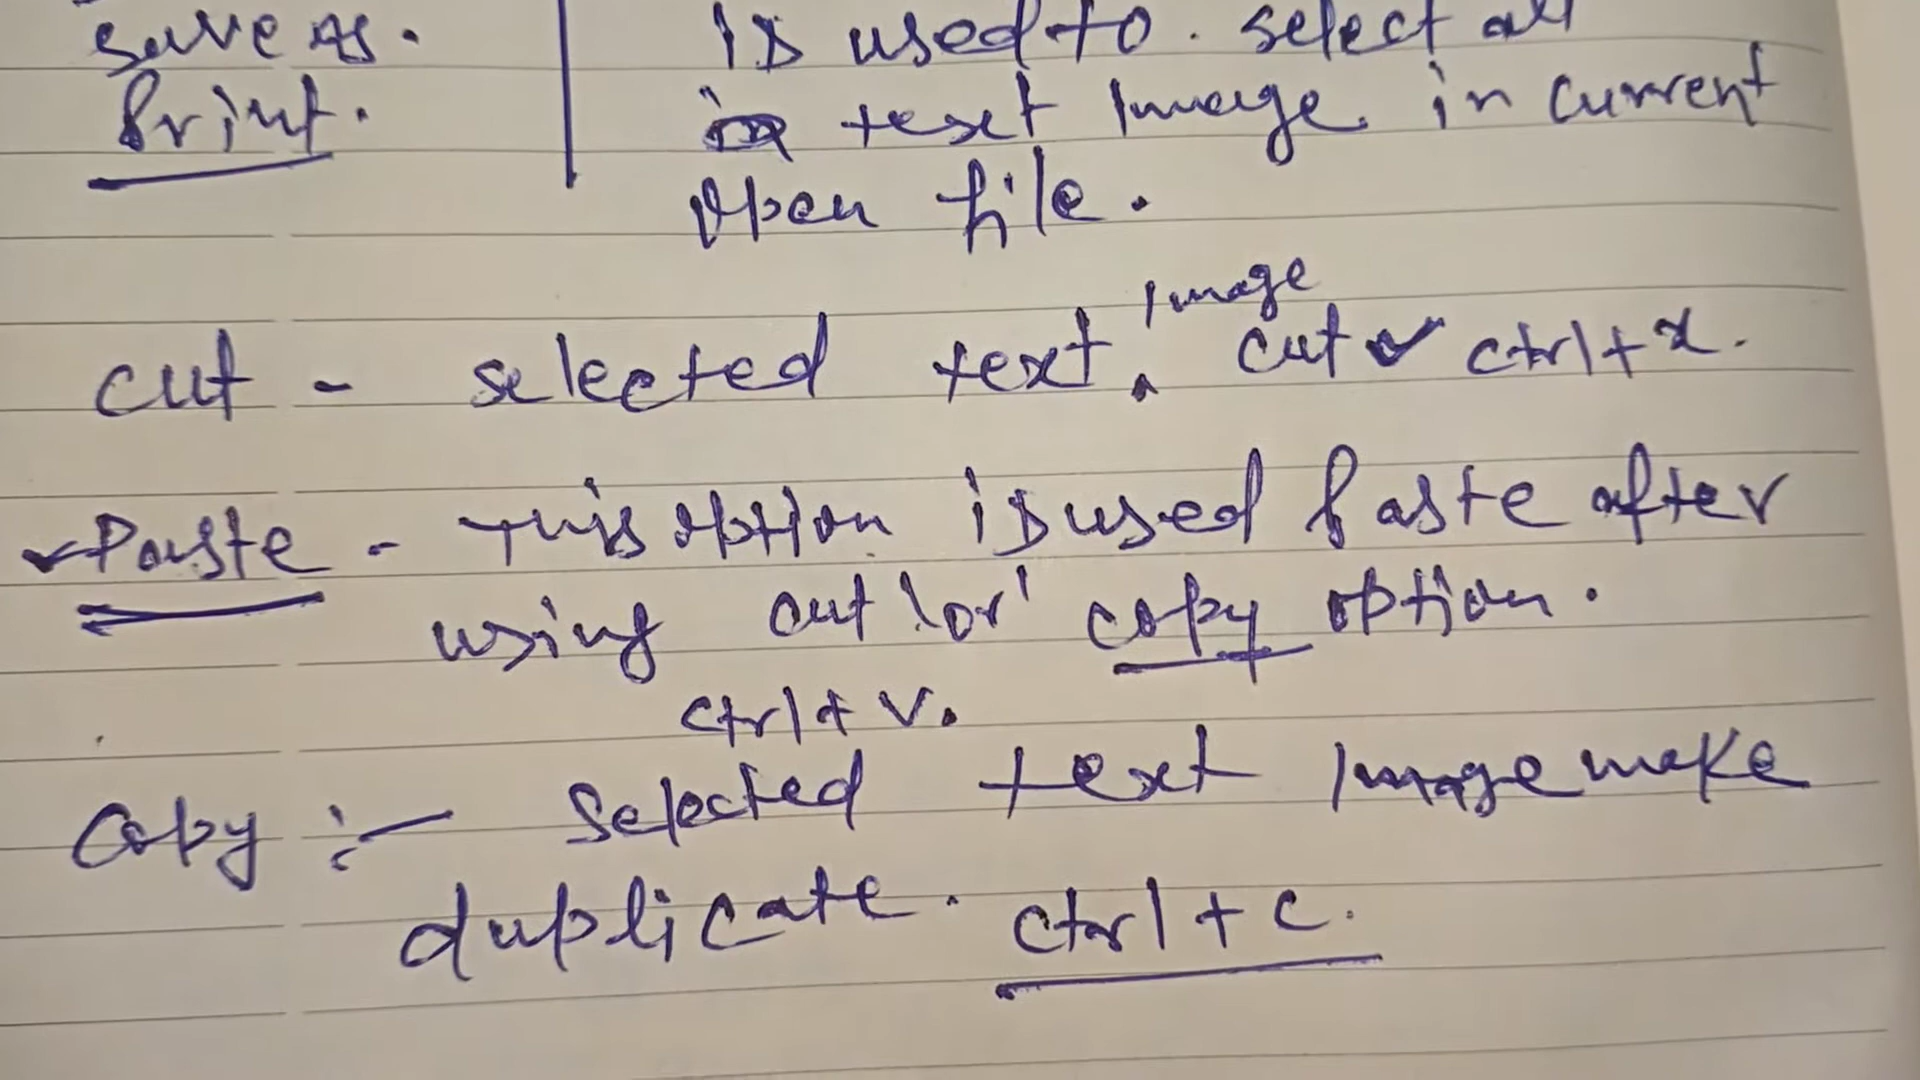 save as.
Print.
is used to. select all
text Image in current
open file.
Image
cut - selected text. cut ctrl+x.
Paste - This option is used Paste after
using cut 'or' copy option.
ctrl+v.
Copy :- Selected text Image make
duplicate. ctrl+c.